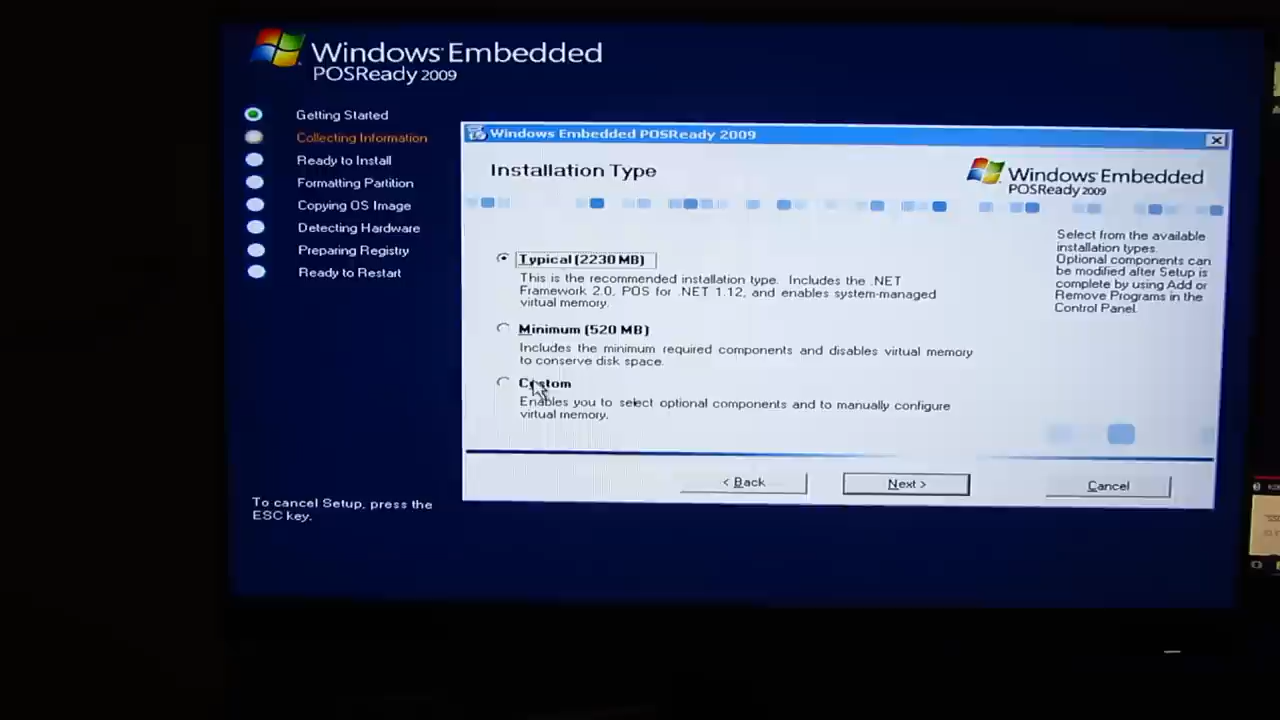 Windows Embedded
POSReady 2009
Getting Started
Collecting Information
Ready to Install
Formatting Partition
Copying OS Image
Detecting Hardware
Preparing Registry
Ready to Restart
To cancel Setup, press the
ESC key.
Windows Embedded POSReady 2009
Installation Type
Windows Embedded
POSReady 2009
Typical (2230 MB)
This is the recommended installation type. Includes the .NET
Framework 2.0, POS for .NET 1.12, and enables system-managed
virtual memory.
Minimum (520 MB)
Includes the minimum required components and disables virtual memory
to conserve disk space.
Custom
Enables you to select optional components and to manually configure
virtual memory.
Select from the available
installation types.
Optional components can
be modified after Setup is
complete by using Add or
Remove Programs in the
Control Panel.
< Back
Next >
Cancel